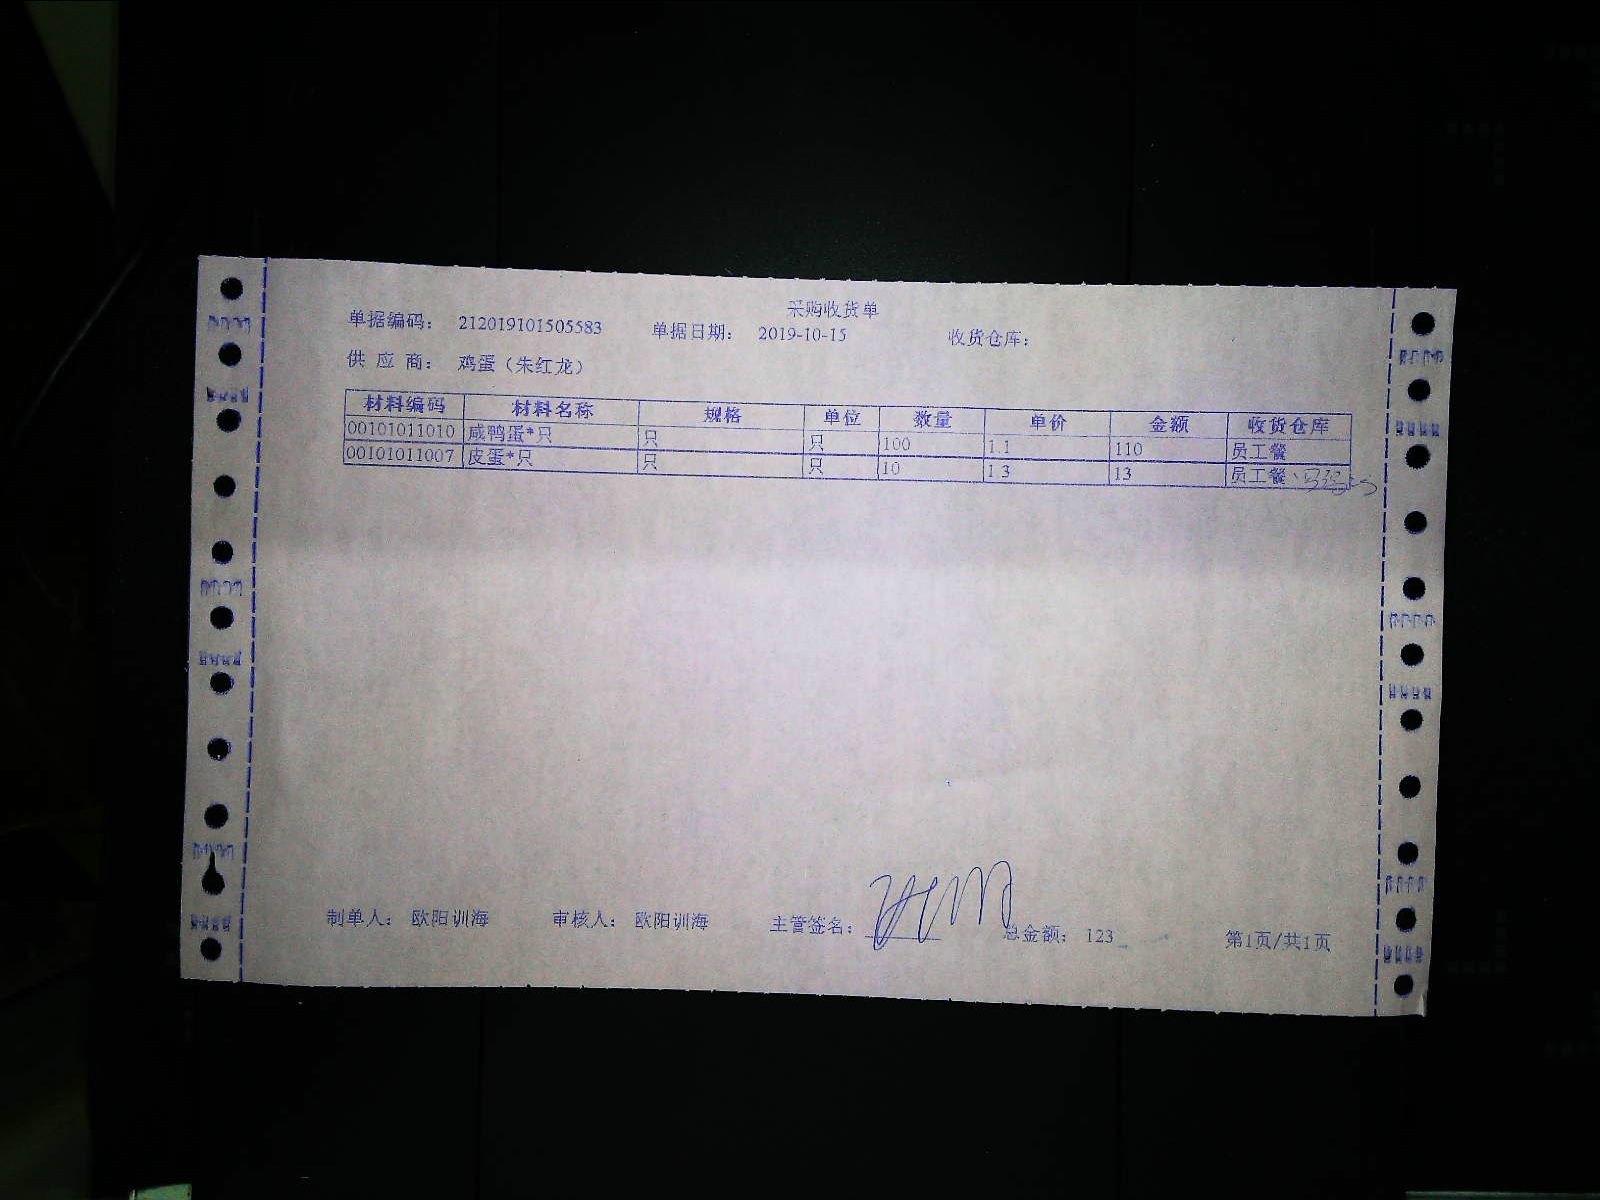 采购收货单
单据编码: 212019101505583 单据日期: 2019-10-15 收货仓库:
供 应 商: 鸡蛋（朱红龙）
材料编码 材料名称 规格 单位 数量 单价 金额 收货仓库
00101011010 咸鸭蛋*只 只 只 100 1.1 110 员工餐
00101011007 皮蛋*只 只 只 10 1.3 13 员工餐
制单人: 欧阳训海 审核人: 欧阳训海 主管签名: 总金额: 123 第1页/共1页